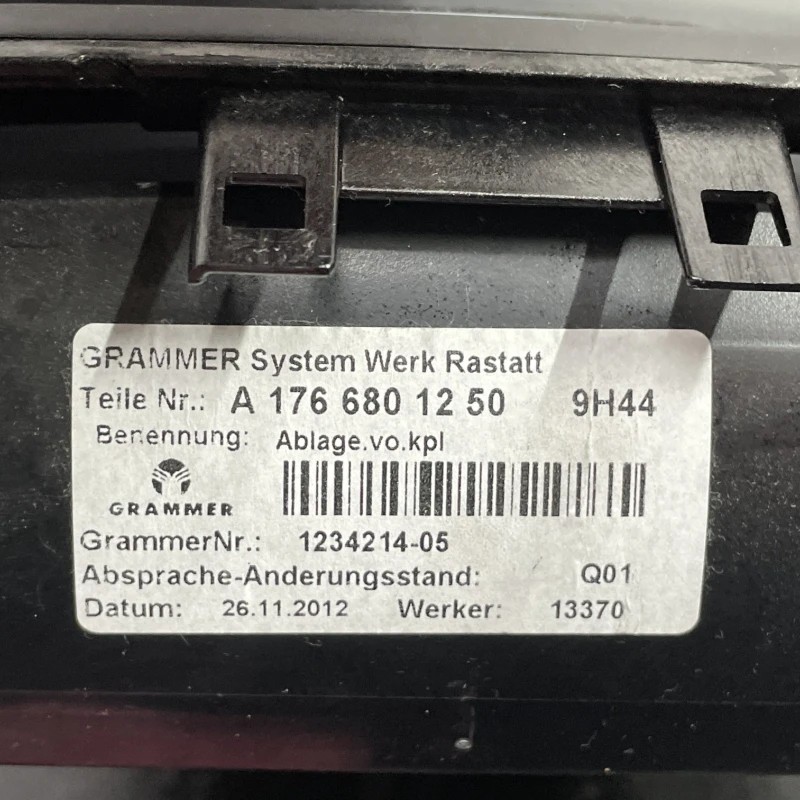 GRAMMER System Werk Rastatt
Teile Nr.: A 176 680 12 50 9H44
Benennung: Ablage.vo.kpl
GRAMMER
GrammerNr.: 1234214-05
Absprache-Anderungsstand: Q01
Datum: 26.11.2012 Werker: 13370